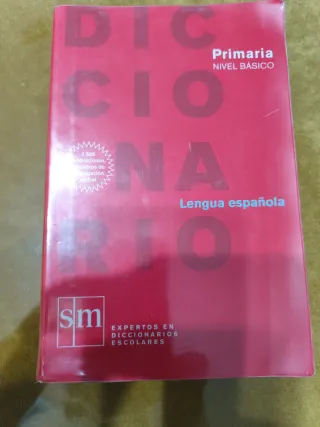 DIC
Primaria
NIVEL BÁSICO
CIO
NA
Lengua española
RIO
sm
EXPERTOS EN
DICCIONARIOS
ESCOLARES